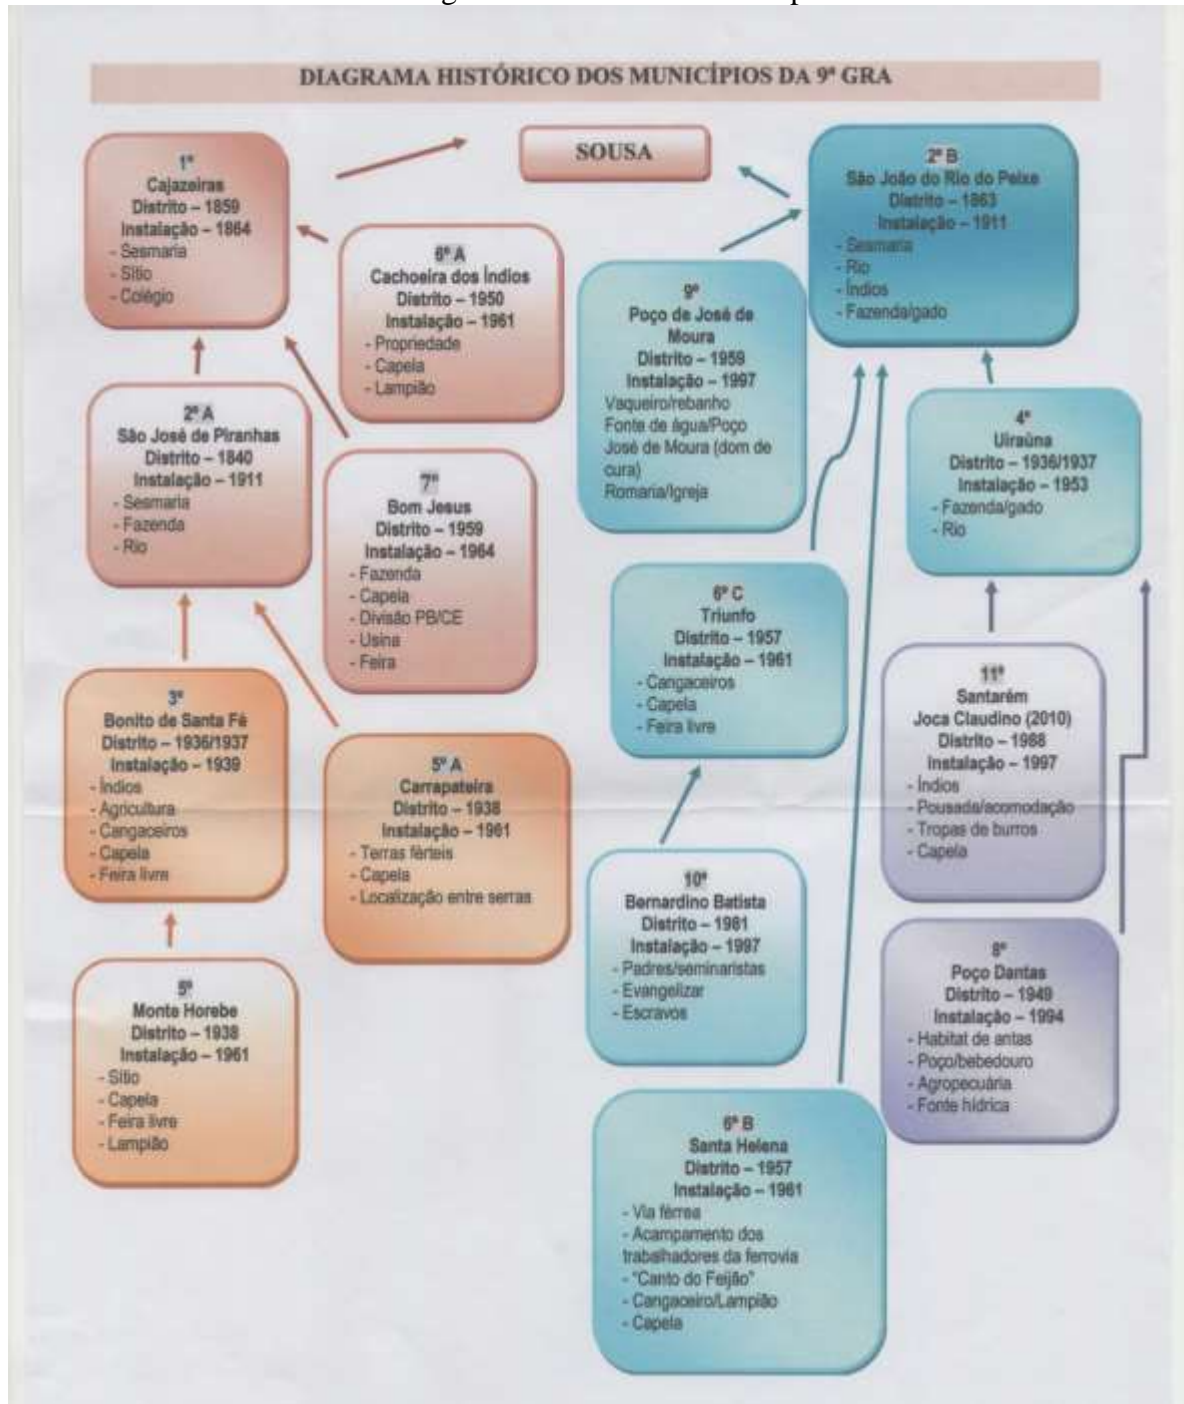 DIAGRAMA HISTÓRICO DOS MUNICÍPIOS DA 9ª GRA
SOUSA
1º
Cajazeiras
Distrito – 1859
Instalação – 1864
- Sesmaria
- Sítio
- Colégio
2º B
São João do Rio do Peixe
Distrito – 1863
Instalação – 1911
- Sesmaria
- Rio
- Índios
- Fazenda/gado
6º A
Cachoeira dos Índios
Distrito – 1950
Instalação – 1961
- Propriedade
- Capela
- Lampião
9º
Poço de José de
Moura
Distrito – 1959
Instalação – 1997
Vaqueiro/rebanho
Fonte de água/Poço
José de Moura (dom de
cura)
Romaria/Igreja
2º A
São José de Piranhas
Distrito – 1840
Instalação – 1911
- Sesmaria
- Fazenda
- Rio
7º
Bom Jesus
Distrito – 1959
Instalação – 1964
- Fazenda
- Capela
- Divisão PB/CE
- Usina
- Feira
4º
Uiraúna
Distrito – 1936/1937
Instalação – 1953
- Fazenda/gado
- Rio
6º C
Triunfo
Distrito – 1957
Instalação – 1961
- Cangaceiros
- Capela
- Feira livre
3º
Bonito de Santa Fé
Distrito – 1936/1937
Instalação – 1939
- Índios
- Agricultura
- Cangaceiros
- Capela
- Feira livre
5º A
Carrapateira
Distrito – 1938
Instalação – 1961
- Terras férteis
- Capela
- Localização entre serras
11º
Santarém
Joca Claudino (2010)
Distrito – 1988
Instalação – 1997
- Índios
- Pousada/acomodação
- Tropas de burros
- Capela
10º
Bernardino Batista
Distrito – 1981
Instalação – 1997
- Padres/seminaristas
- Evangelizar
- Escravos
8º
Poço Dantas
Distrito – 1949
Instalação – 1994
- Habitat de antas
- Poço/bebedouro
- Agropecuária
- Fonte hídrica
5º
Monte Horebe
Distrito – 1938
Instalação – 1961
- Sítio
- Capela
- Feira livre
- Lampião
6º B
Santa Helena
Distrito – 1957
Instalação – 1961
- Via férrea
- Acampamento dos
trabalhadores da ferrovia
- "Canto do Feijão"
- Cangaceiro/Lampião
- Capela